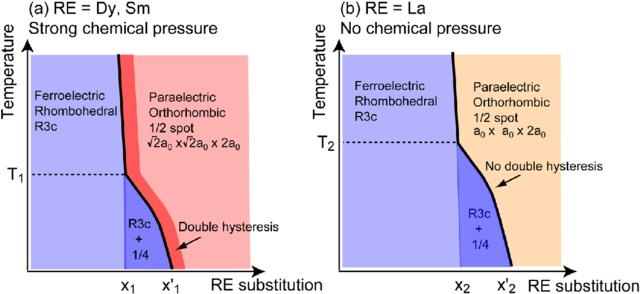 (a) RE = Dy, Sm
Strong chemical pressure
Temperature
Ferroelectric
Rhombohedral
R3c
Paraelectric
Orthorhombic
1/2 spot
√2a₀ x√2a₀ x 2a₀
T₁
R3c
+
1/4
Double hysteresis
x₁
x'₁
RE substitution
(b) RE = La
No chemical pressure
Temperature
Ferroelectric
Rhombohedral
R3c
Paraelectric
Orthorhombic
1/2 spot
a₀ x a₀ x 2a₀
T₂
No double hysteresis
R3c
+
1/4
x₂
x'₂
RE substitution